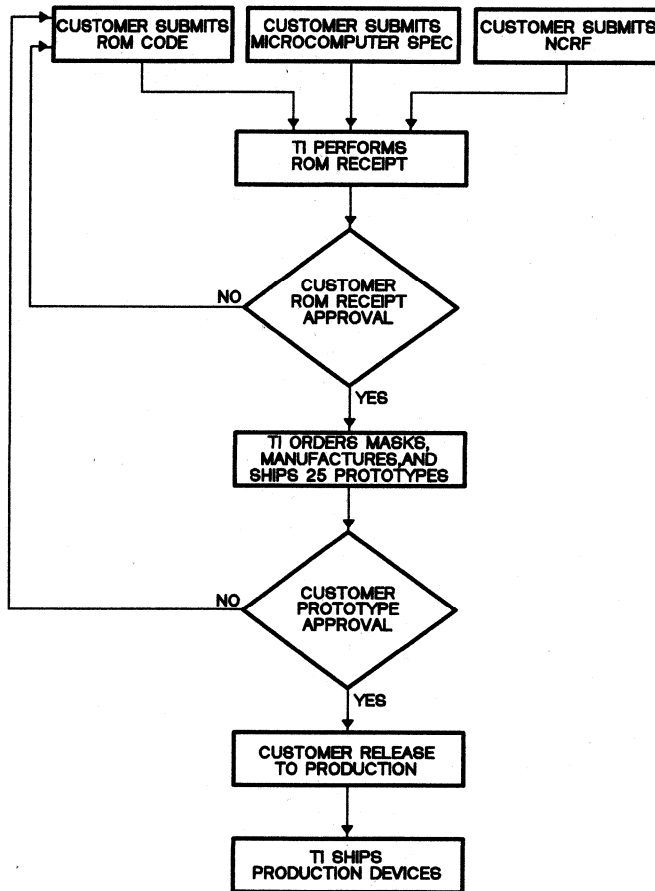 CUSTOMER SUBMITS
ROM CODE
CUSTOMER SUBMITS
MICROCOMPUTER SPEC
CUSTOMER SUBMITS
NCRF
TI PERFORMS
ROM RECEIPT
CUSTOMER
ROM RECEIPT
APPROVAL
NO
YES
TI ORDERS MASKS,
MANUFACTURES,AND
SHIPS 25 PROTOTYPES
CUSTOMER
PROTOTYPE
APPROVAL
NO
YES
CUSTOMER RELEASE
TO PRODUCTION
TI SHIPS
PRODUCTION DEVICES